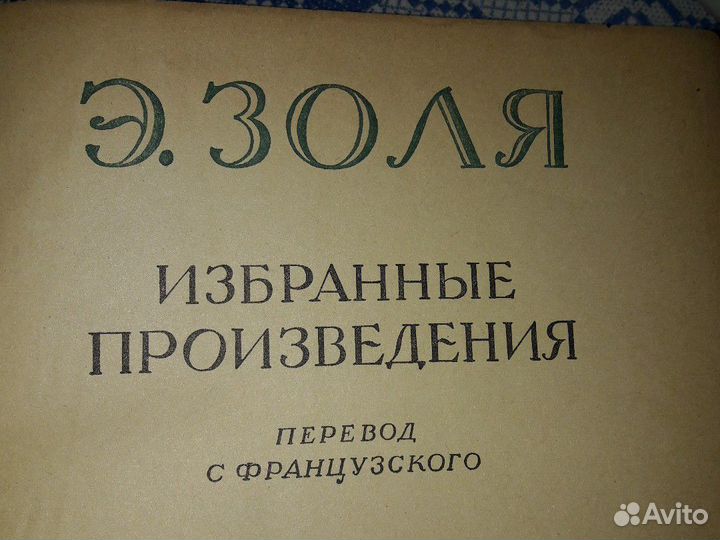 Э. ЗОЛЯ
ИЗБРАННЫЕ
ПРОИЗВЕДЕНИЯ
ПЕРЕВОД
С ФРАНЦУЗСКОГО
Avito